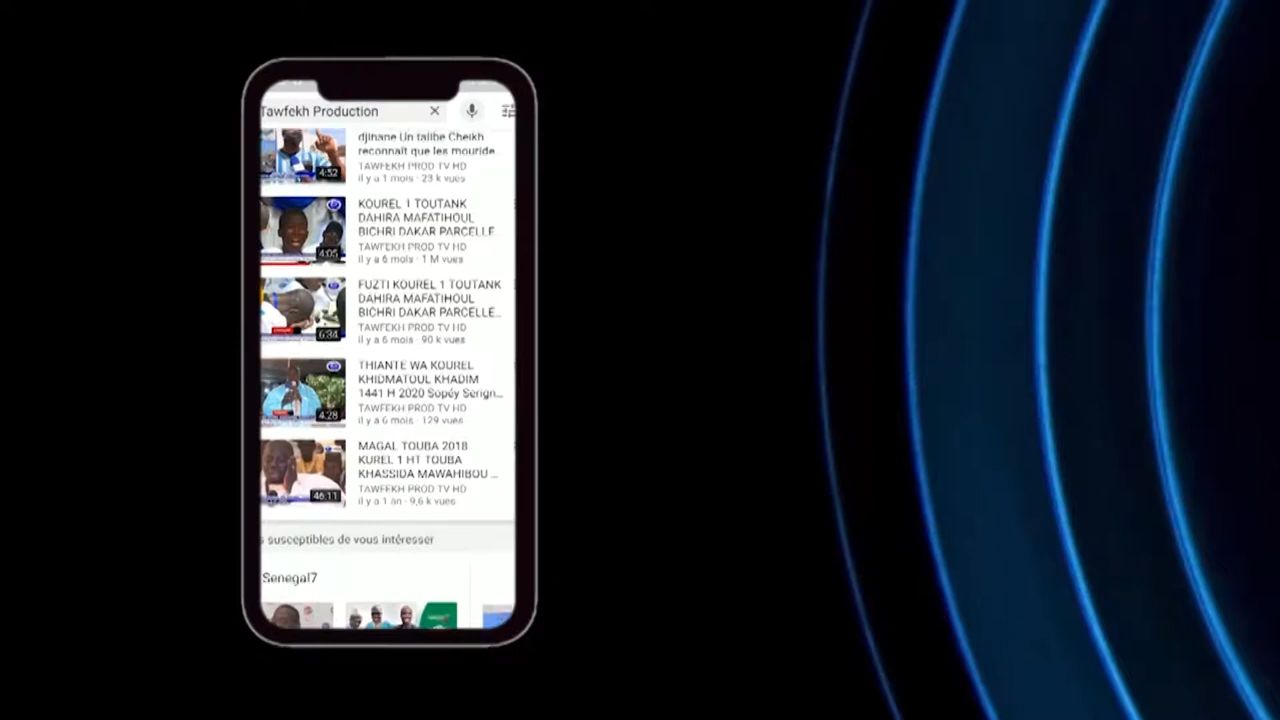 Tawfekh Production
djinane Un talibe Cheikh
reconnaît que les mouride
TAWFEKH PROD TV HD
il y a 1 mois · 23 k vues
4:52
KOUREL 1 TOUTANK
DAHIRA MAFATIHOUL
BICHRI DAKAR PARCELLE
TAWFEKH PROD TV HD
il y a 6 mois · 1 M vues
4:05
FUZTI KOUREL 1 TOUTANK
DAHIRA MAFATIHOUL
BICHRI DAKAR PARCELLE...
TAWFEKH PROD TV HD
il y a 6 mois · 90 k vues
6:34
THIANTE WA KOUREL
KHIDMATOUL KHADIM
1441 H 2020 Sopéy Serign...
TAWFEKH PROD TV HD
il y a 6 mois · 129 vues
4:28
MAGAL TOUBA 2018
KUREL 1 HT TOUBA
KHASSIDA MAWAHIBOU ...
TAWFEKH PROD TV HD
il y a 1 an · 9,6 k vues
46:11
s susceptibles de vous intéresser
Senegal7